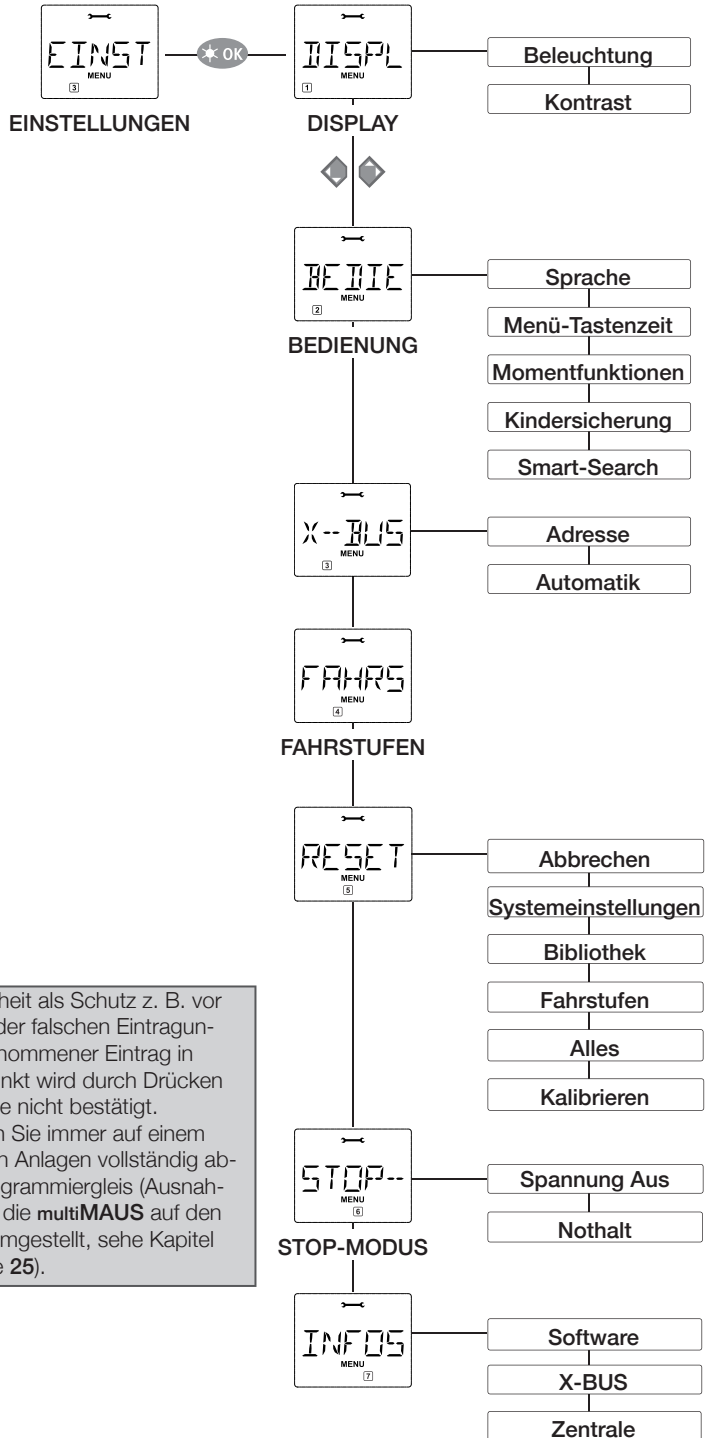 EINST
MENU
3
EINSTELLUNGEN
OK
DISPL
MENU
1
DISPLAY
Beleuchtung
Kontrast
BEDIE
MENU
2
BEDIENUNG
Sprache
Menü-Tastenzeit
Momentfunktionen
Kindersicherung
Smart-Search
X--BUS
MENU
3
Adresse
Automatik
FAHRS
MENU
4
FAHRSTUFEN
RESET
MENU
5
Abbrechen
Systemeinstellungen
Bibliothek
Fahrstufen
Alles
Kalibrieren
heit als Schutz z. B. vor
der falschen Eintragun-
nommener Eintrag in
nkt wird durch Drücken
e nicht bestätigt.
n Sie immer auf einem
n Anlagen vollständig ab-
grammiergleis (Ausnah-
die multiMAUS auf den
mgestellt, sehe Kapitel
e 25).
STOP--
MENU
6
STOP-MODUS
Spannung Aus
Nothalt
INFOS
MENU
7
Software
X-BUS
Zentrale